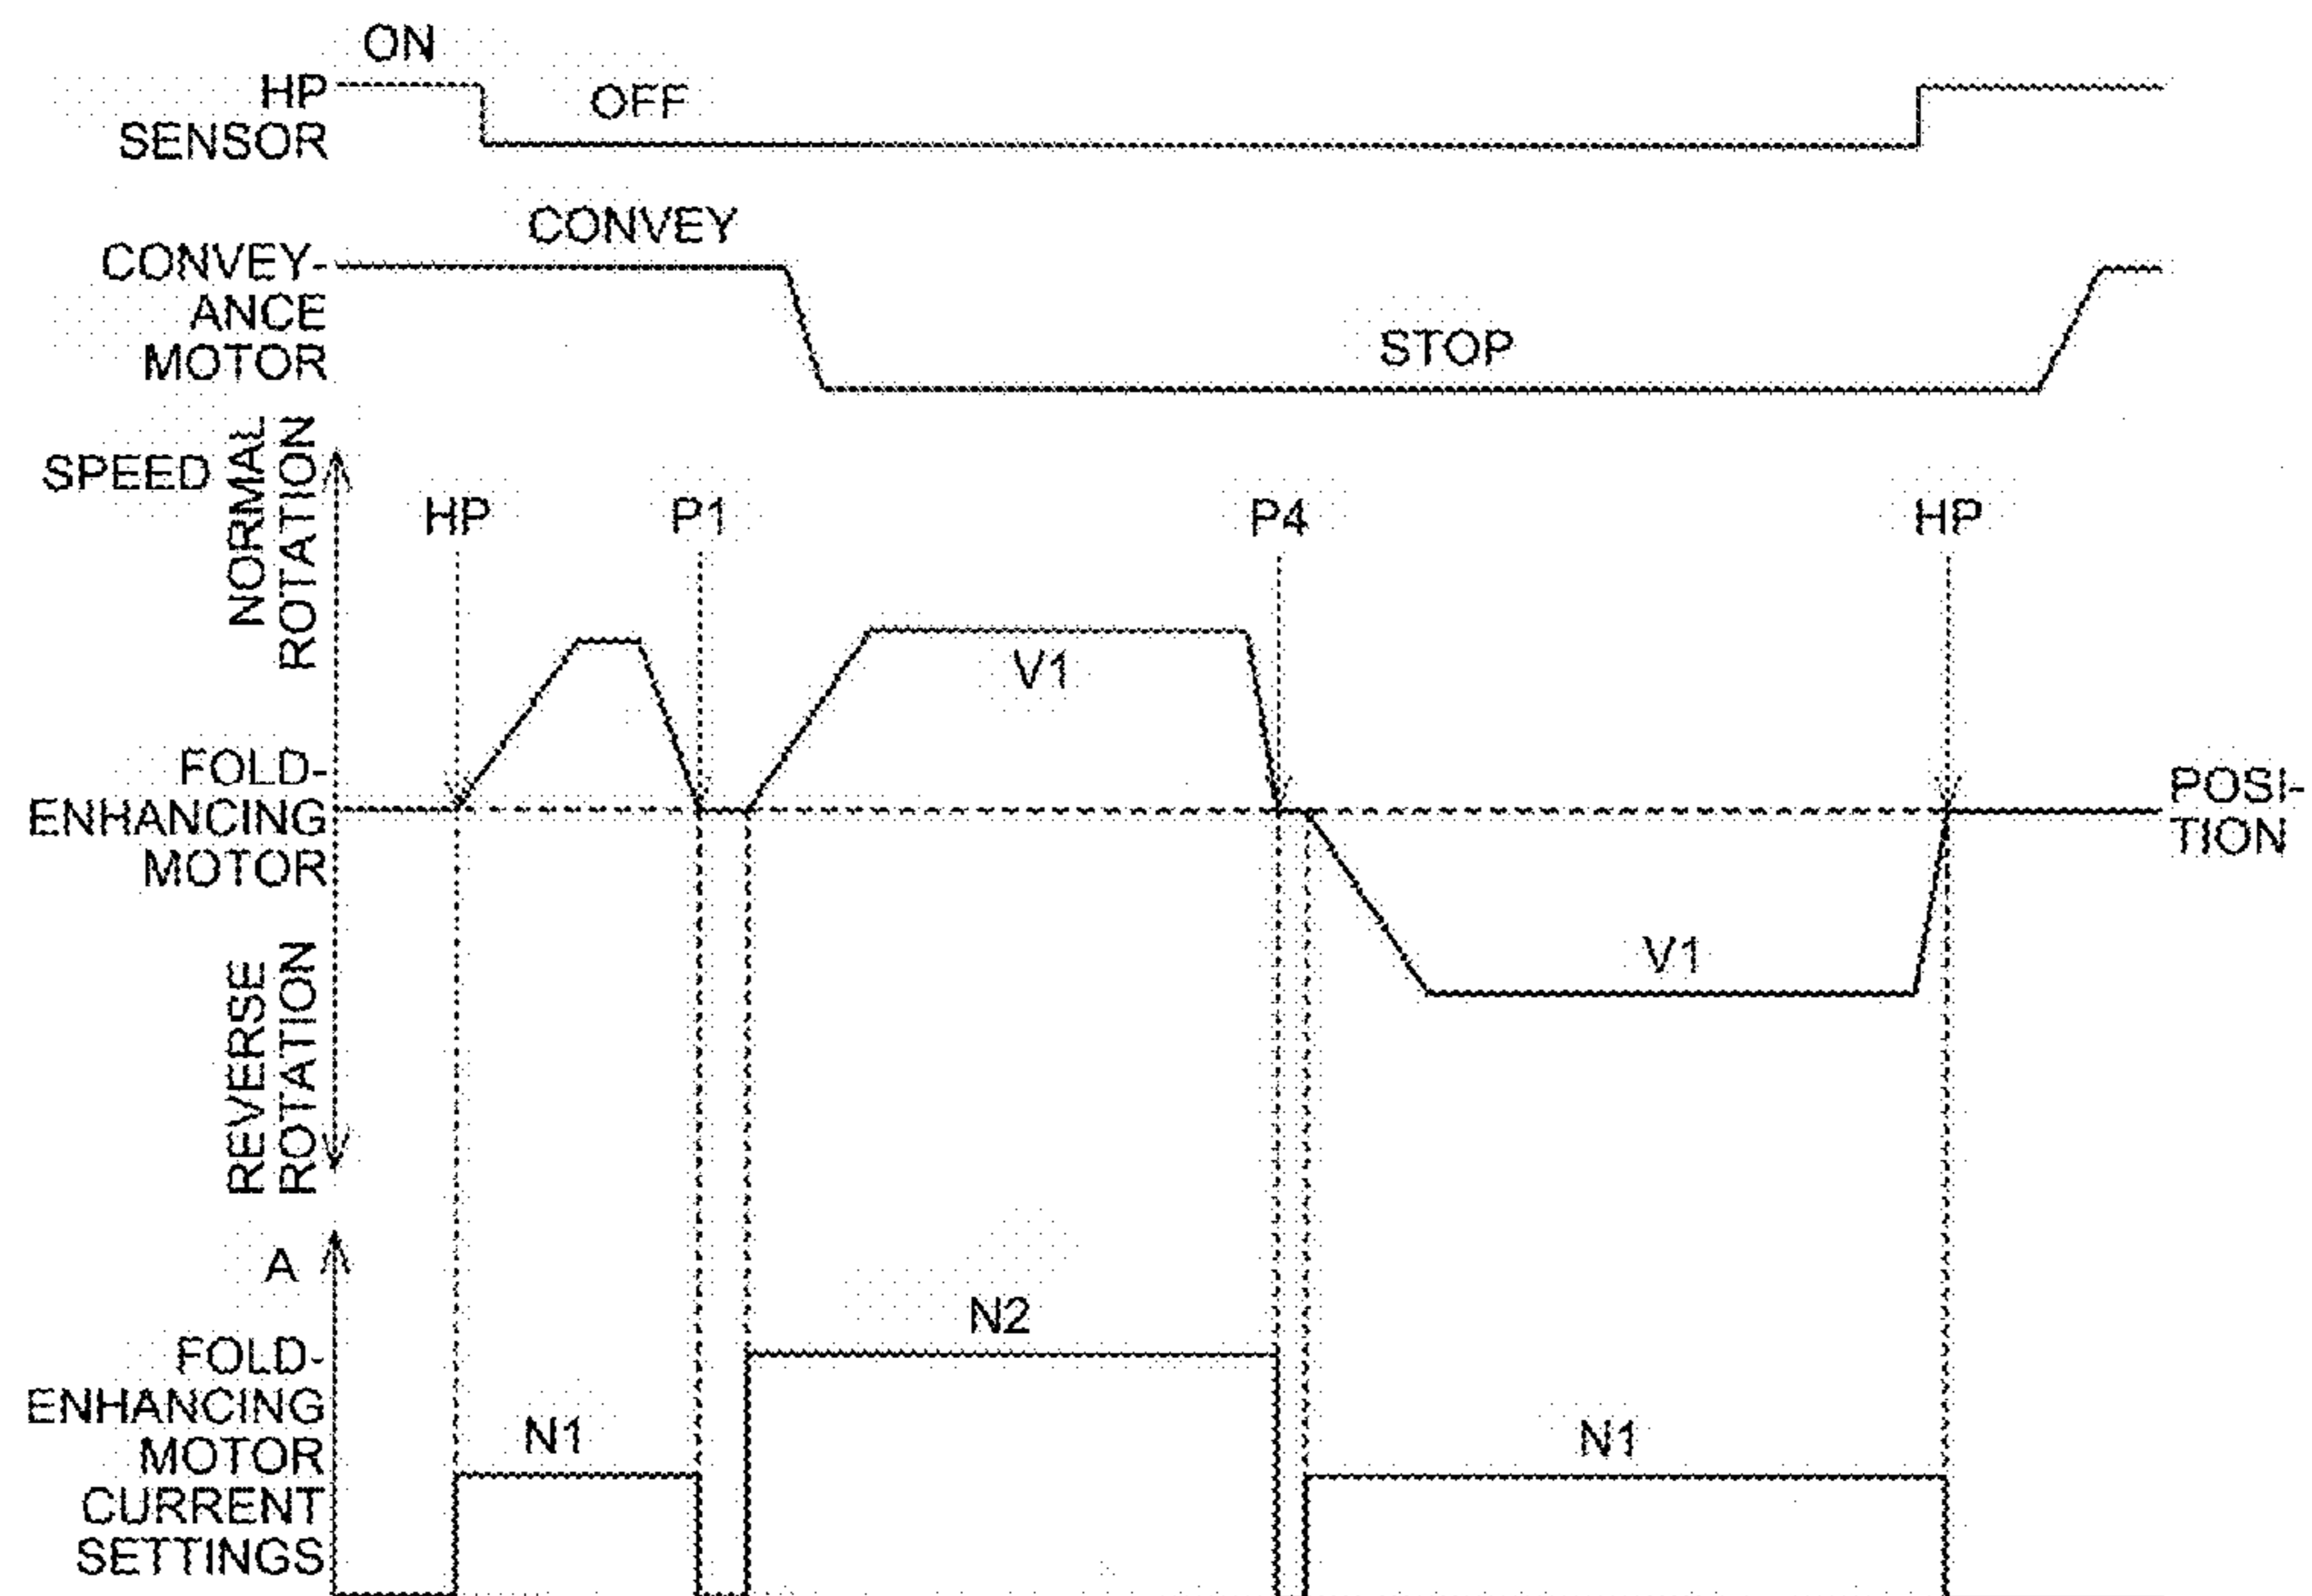 ON
HP
SENSOR
OFF
CONVEY
CONVEY-
ANCE
MOTOR
STOP
SPEED
NORMAL
ROTATION
HP
P1
P4
HP
V1
FOLD-
ENHANCING
MOTOR
POSI-
TION
REVERSE
ROTATION
V1
A
N2
FOLD-
ENHANCING
MOTOR
CURRENT
SETTINGS
N1
N1